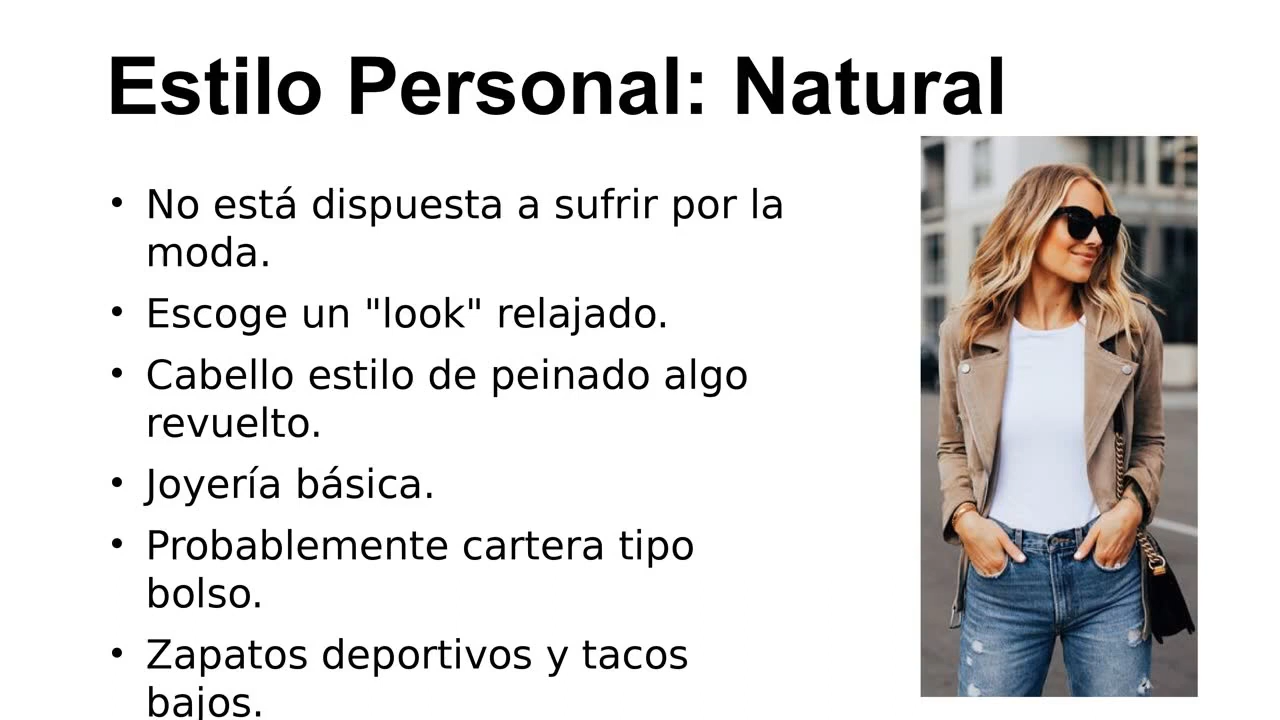 Estilo Personal: Natural
• No está dispuesta a sufrir por la
moda.
• Escoge un "look" relajado.
• Cabello estilo de peinado algo
revuelto.
• Joyería básica.
• Probablemente cartera tipo
bolso.
• Zapatos deportivos y tacos
bajos.